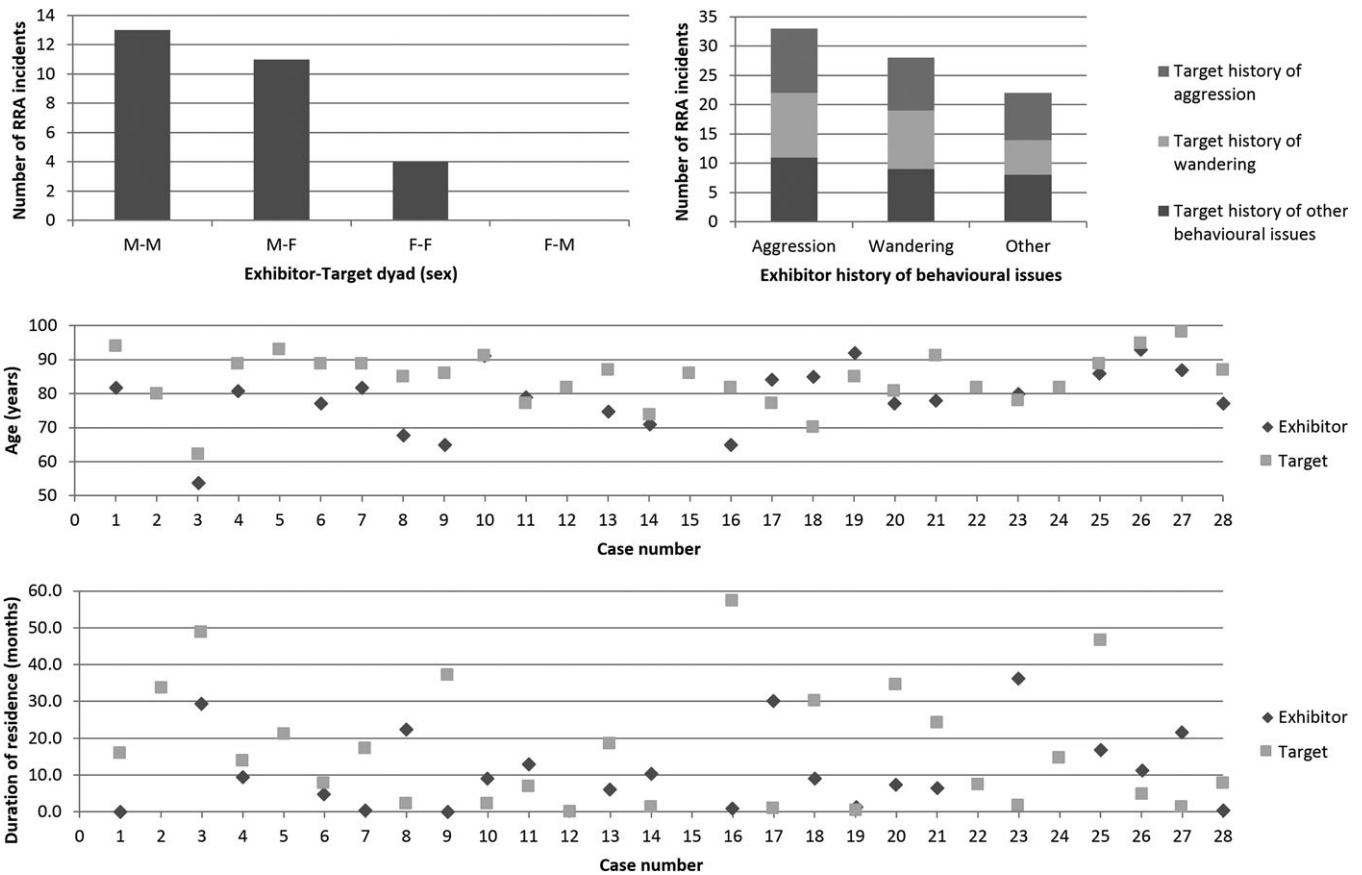 Number of RRA incidents
14
12
10
8
6
4
2
0
M-M M-F F-F F-M
Exhibitor-Target dyad (sex)
Number of RRA incidents
35
30
25
20
15
10
5
0
Aggression Wandering Other
Exhibitor history of behavioural issues
Target history of
aggression
Target history of
wandering
Target history of other
behavioural issues
Age (years)
100
90
80
70
60
50
0 1 2 3 4 5 6 7 8 9 10 11 12 13 14 15 16 17 18 19 20 21 22 23 24 25 26 27 28
Case number
Exhibitor
Target
Duration of residence (months)
60.0
50.0
40.0
30.0
20.0
10.0
0.0
0 1 2 3 4 5 6 7 8 9 10 11 12 13 14 15 16 17 18 19 20 21 22 23 24 25 26 27 28
Case number
Exhibitor
Target